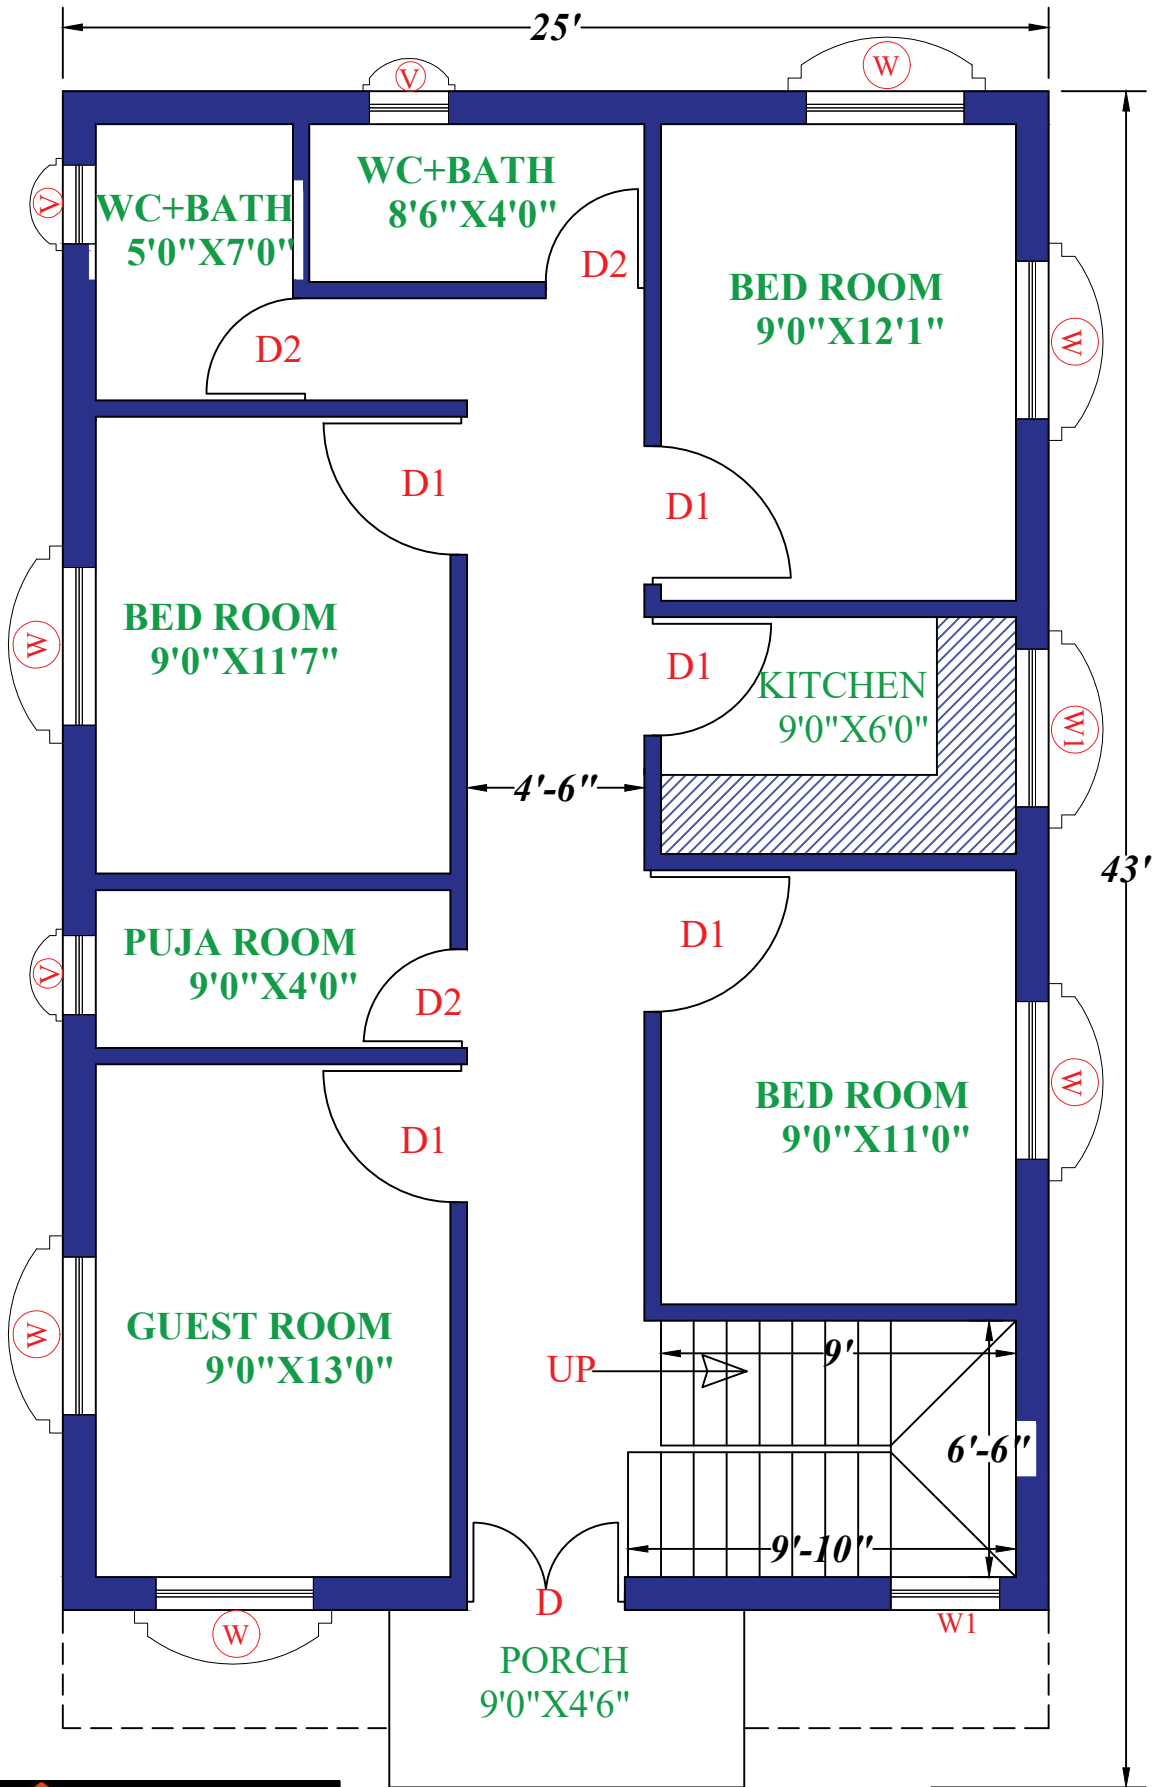 25'
V
W
WC+BATH
8'6"X4'0"
V
WC+BATH
5'0"X7'0"
D2
BED ROOM
9'0"X12'1"
W
D2
D1
D1
BED ROOM
9'0"X11'7"
W
D1
KITCHEN
9'0"X6'0"
W1
4'-6"
43'
PUJA ROOM
9'0"X4'0"
V
D2
D1
BED ROOM
9'0"X11'0"
W
D1
GUEST ROOM
9'0"X13'0"
W
UP
9'
6'-6"
9'-10"
D
W
W1
PORCH
9'0"X4'6"